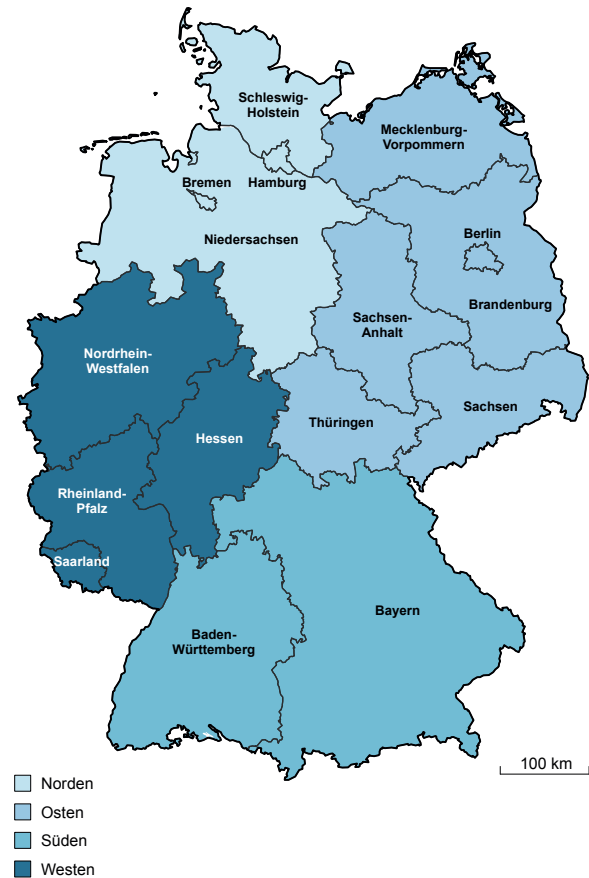 Schleswig-
Holstein
Mecklenburg-
Vorpommern
Bremen
Hamburg
Niedersachsen
Berlin
Brandenburg
Sachsen-
Anhalt
Nordrhein-
Westfalen
Sachsen
Thüringen
Hessen
Rheinland-
Pfalz
Saarland
Bayern
Baden-
Württemberg
100 km
Norden
Osten
Süden
Westen